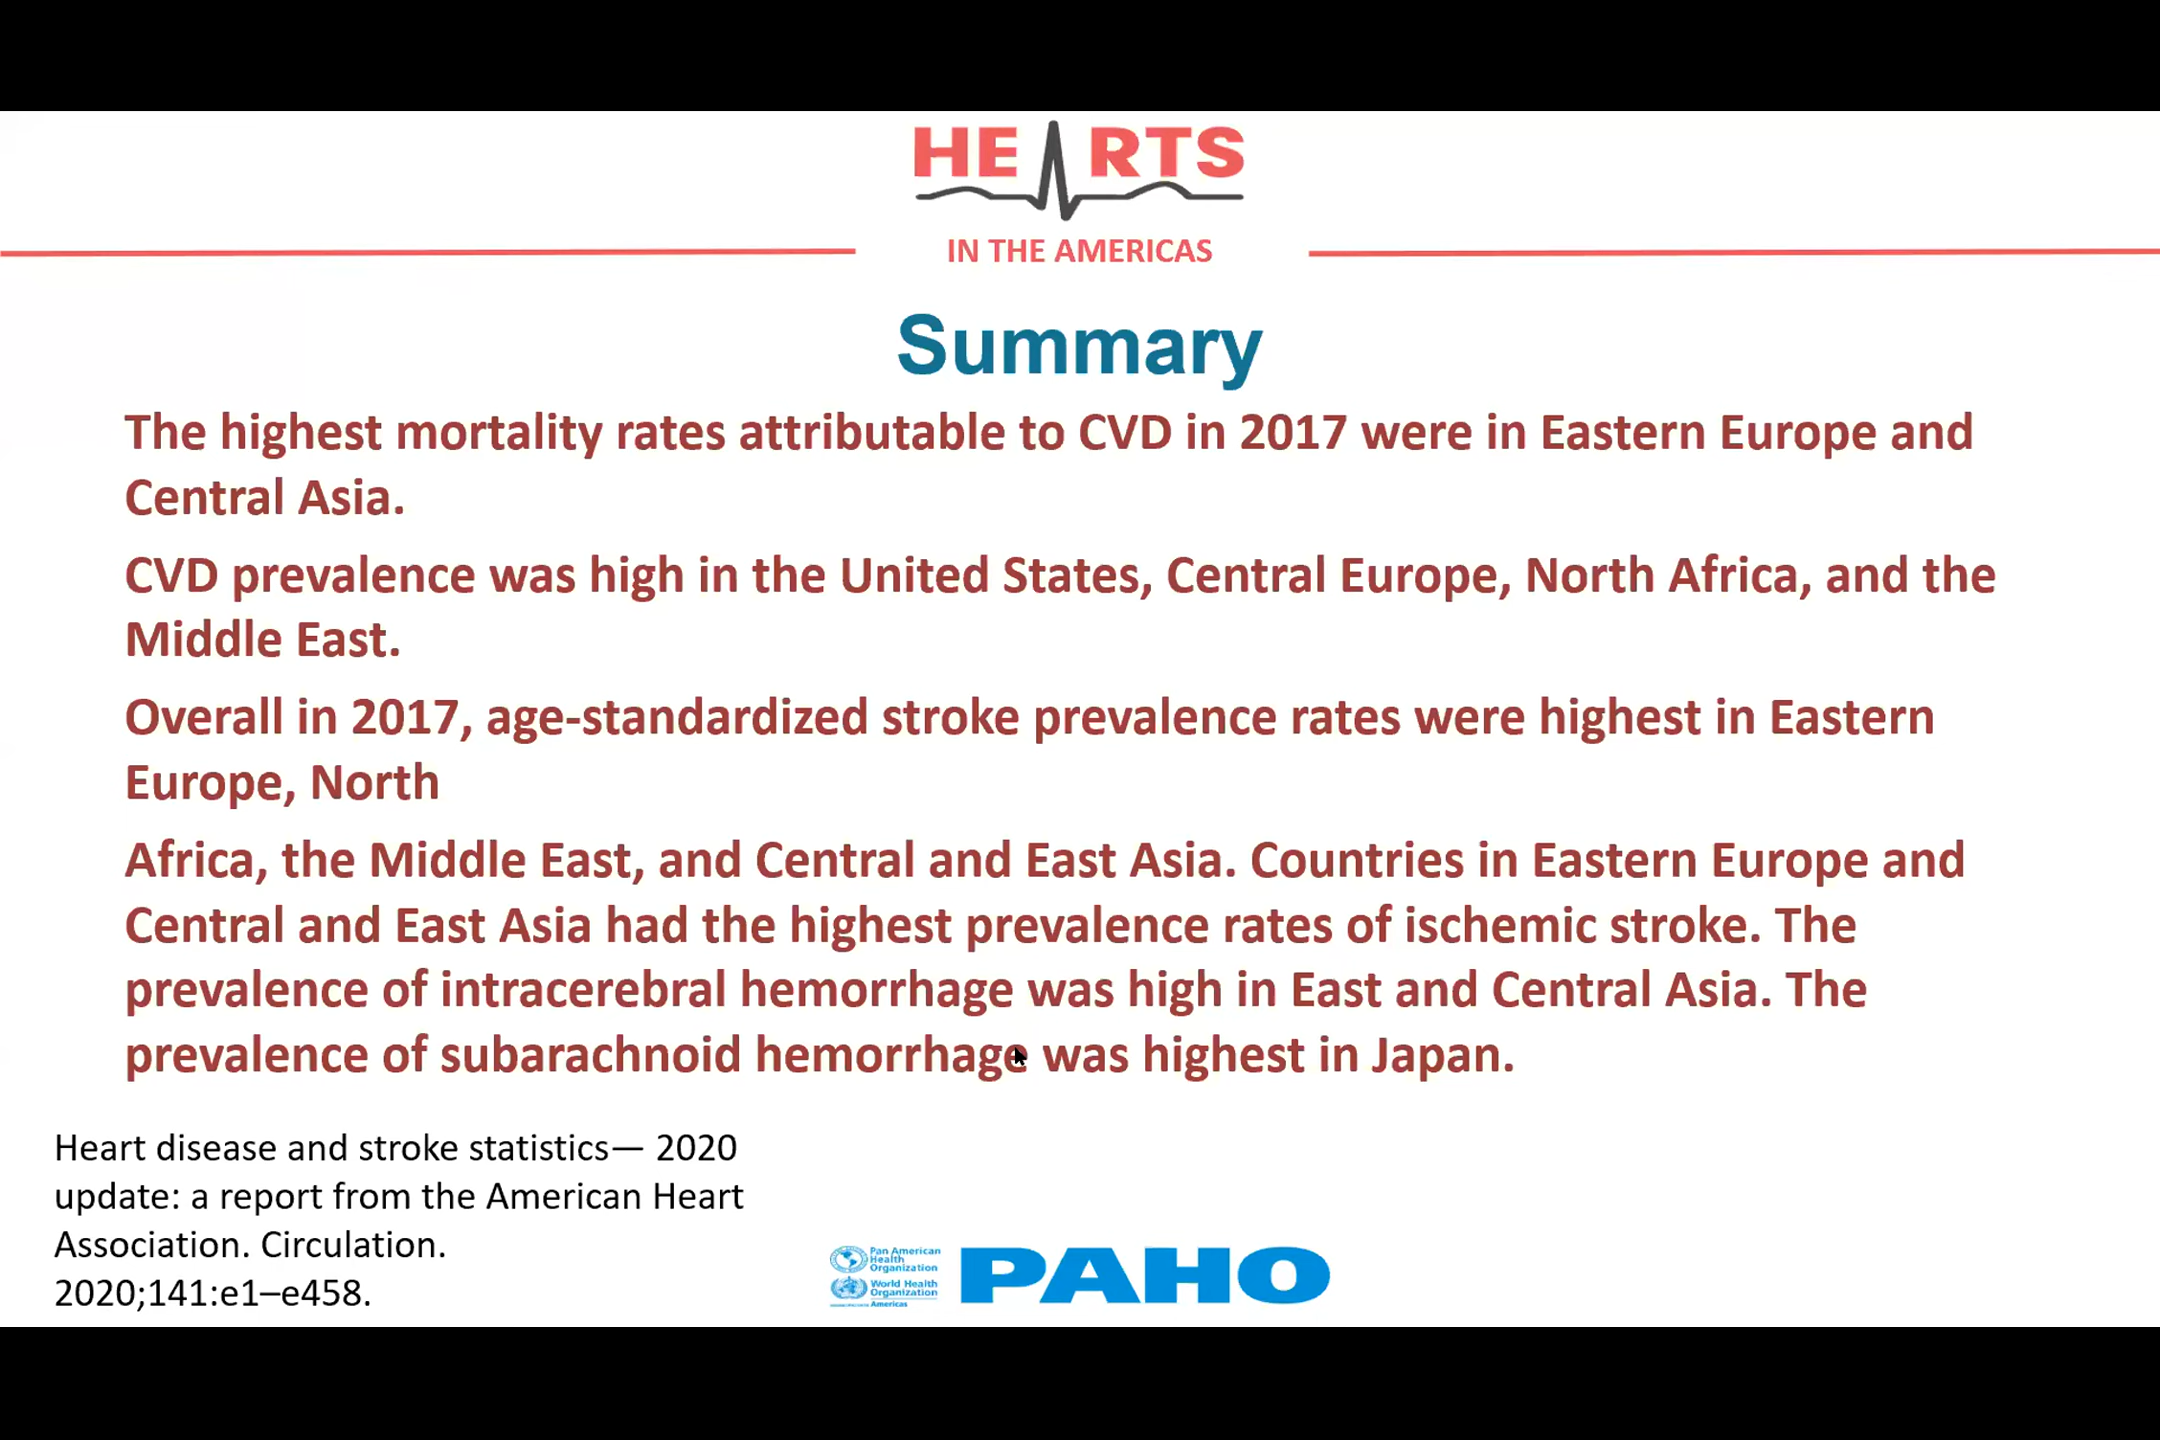 HEARTS
IN THE AMERICAS
Summary
The highest mortality rates attributable to CVD in 2017 were in Eastern Europe and
Central Asia.
CVD prevalence was high in the United States, Central Europe, North Africa, and the
Middle East.
Overall in 2017, age-standardized stroke prevalence rates were highest in Eastern
Europe, North
Africa, the Middle East, and Central and East Asia. Countries in Eastern Europe and
Central and East Asia had the highest prevalence rates of ischemic stroke. The
prevalence of intracerebral hemorrhage was high in East and Central Asia. The
prevalence of subarachnoid hemorrhage was highest in Japan.
Heart disease and stroke statistics— 2020
update: a report from the American Heart
Association. Circulation.
2020;141:e1–e458.
Pan American
Health
Organization
World Health
Organization
Americas
PAHO